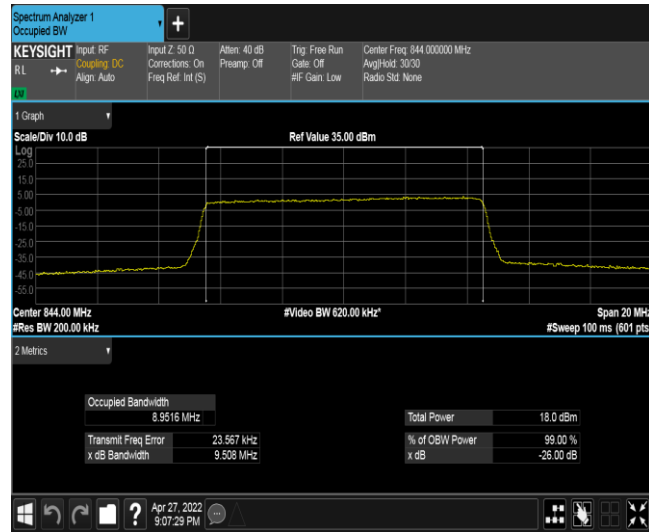 Spectrum Analyzer 1
Occupied BW
KEYSIGHT
RL
LXI
Input: RF
Coupling: DC
Align: Auto
Input Z: 50 Ω
Corrections: On
Freq Ref: Int (S)
Atten: 40 dB
Preamp: Off
Trig: Free Run
Gate: Off
#IF Gain: Low
Center Freq: 844.000000 MHz
Avg|Hold: 30/30
Radio Std: None
1 Graph
Scale/Div 10.0 dB
Ref Value 35.00 dBm
Log
25.0
15.0
5.00
-5.00
-15.0
-25.0
-35.0
-45.0
-55.0
Center 844.00 MHz
#Video BW 620.00 kHz*
Span 20 MHz
#Res BW 200.00 kHz
#Sweep 100 ms (601 pts
2 Metrics
Occupied Bandwidth
8.9516 MHz
Total Power 18.0 dBm
Transmit Freq Error 23.567 kHz
% of OBW Power 99.00 %
x dB Bandwidth 9.508 MHz
x dB -26.00 dB
?
Apr 27, 2022
9:07:29 PM